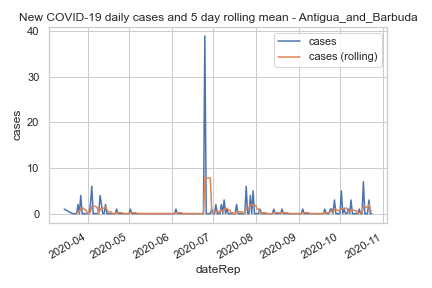 New COVID-19 daily cases and 5 day rolling mean - Antigua_and_Barbuda
cases
cases (rolling)
40
30
20
10
0
cases
2020-04
2020-05
2020-06
2020-07
2020-08
2020-09
2020-10
2020-11
dateRep